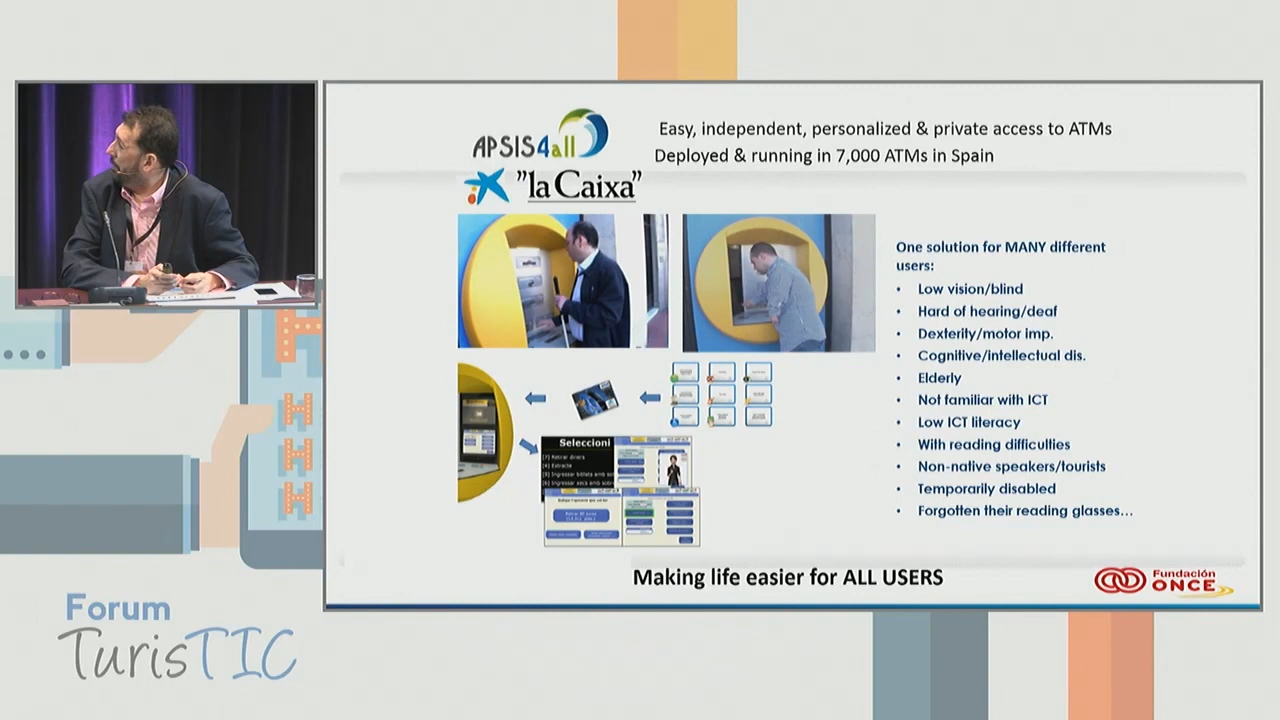 APSIS4all
Easy, independent, personalized & private access to ATMs
Deployed & running in 7,000 ATMs in Spain
"la Caixa"
One solution for MANY different
users:
• Low vision/blind
• Hard of hearing/deaf
• Dexterity/motor imp.
• Cognitive/intellectual dis.
• Elderly
• Not familiar with ICT
• Low ICT literacy
• With reading difficulties
• Non-native speakers/tourists
• Temporarily disabled
• Forgotten their reading glasses...
Seleccioni
Retirar diners
Extracte
Making life easier for ALL USERS
Fundación
ONCE
Forum
TurisTIC